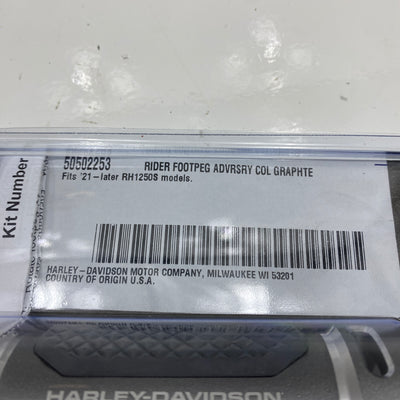 Kit Number
50502253 RIDER FOOTPEG ADVRSRY COL GRAPHTE
Fits '21-later RH1250S models.
HARLEY-DAVIDSON MOTOR COMPANY, MILWAUKEE WI 53201
COUNTRY OF ORIGIN U.S.A.
HARLEY-DAVIDSON